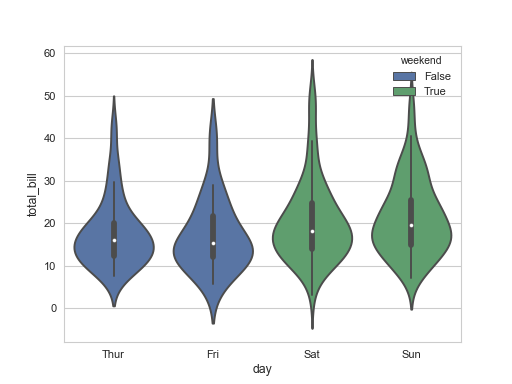 60
50
40
30
20
10
0
total_bill
weekend
False
True
Thur Fri Sat Sun
day